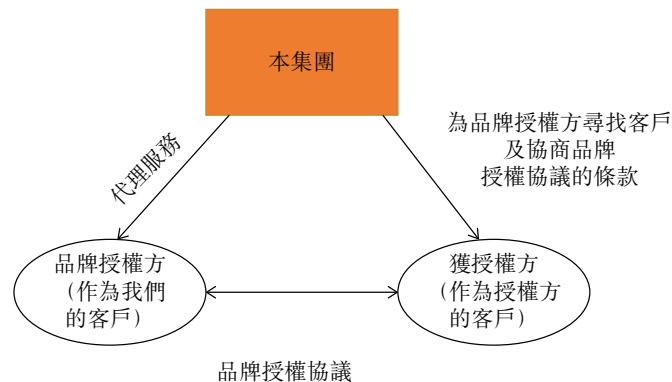 本集團
為品牌授權方尋找客戶
及協商品牌
授權協議的條款
代理服務
品牌授權方
（作為我們
的客戶）
獲授權方
（作為授權方
的客戶）
品牌授權協議